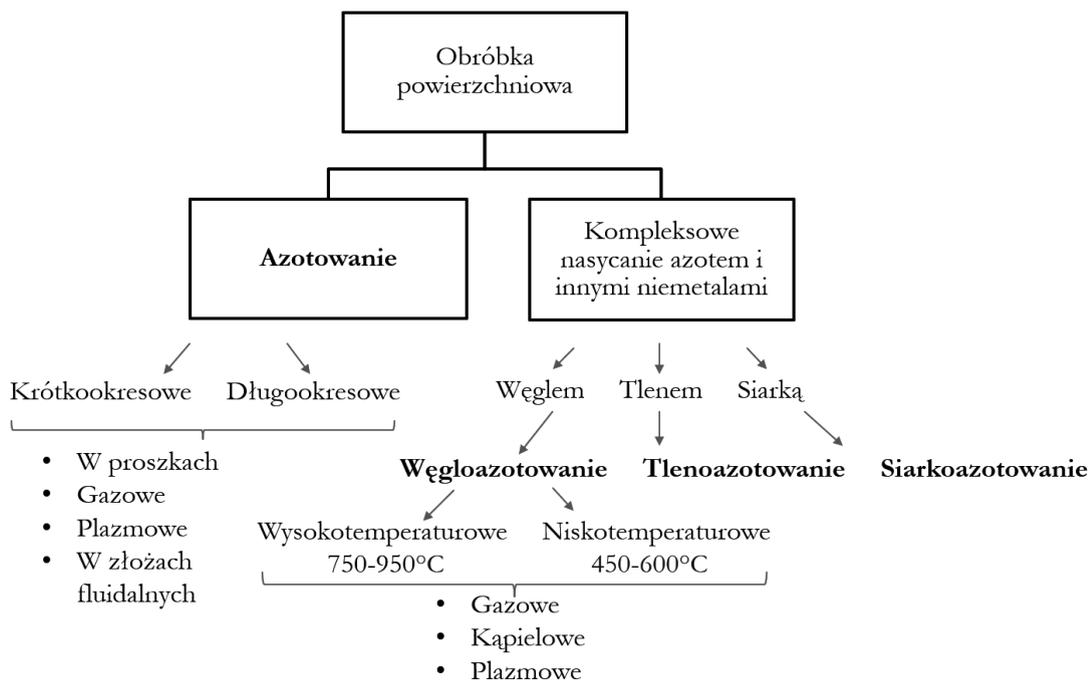 Obróbka
powierzchniowa
Azotowanie
Kompleksowe
nasycanie azotem i
innymi niemetalami
Krótkookresowe
Długookresowe
Węglem
Tlenem
Siarką
• W proszkach
• Gazowe
• Plazmowe
• W złożach
fluidalnych
Węgloazotowanie
Tlenoazotowanie
Siarkoazotowanie
Wysokotemperaturowe
750-950°C
Niskotemperaturowe
450-600°C
• Gazowe
• Kąpielowe
• Plazmowe